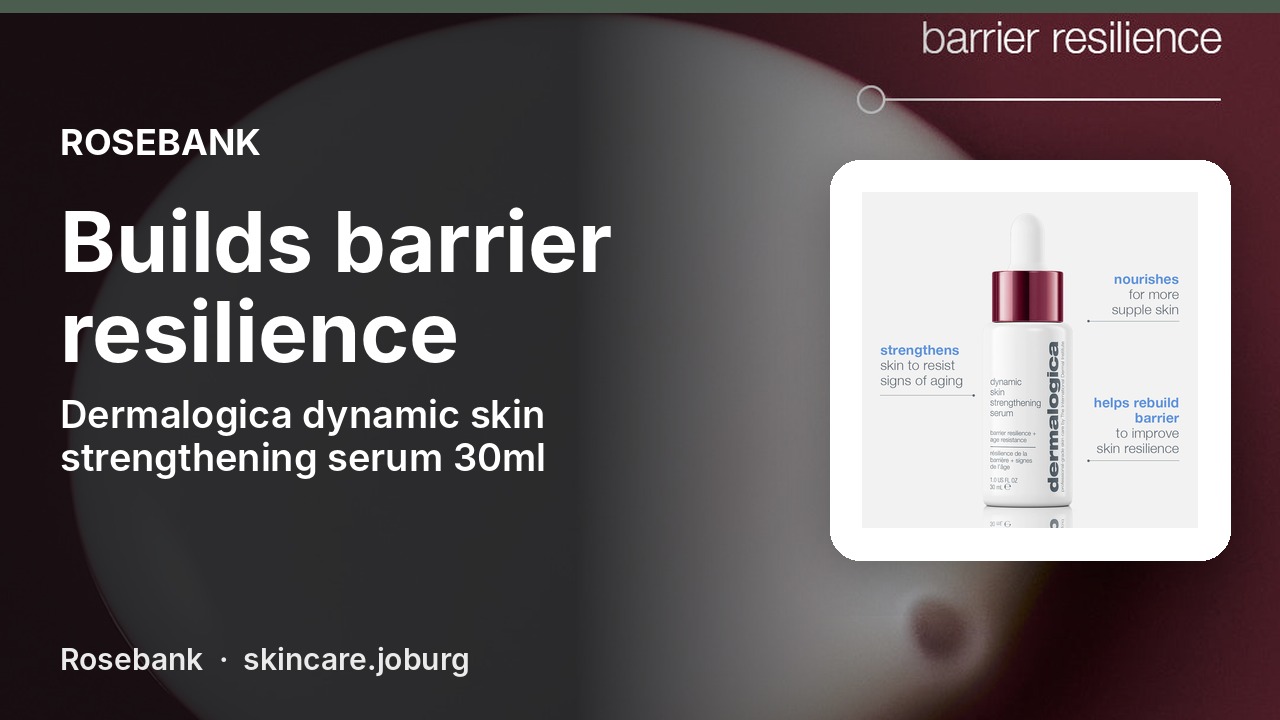 barrier resilience
ROSEBANK
Builds barrier
resilience
Dermalogica dynamic skin
strengthening serum 30ml
nourishes
for more
supple skin
strengthens
skin to resist
signs of aging
helps rebuild
barrier
to improve
skin resilience
dynamic
skin
strengthening
serum
barrier resilience +
age resistance
résilience de la
barrière + signes
de l'âge
1.0 US FL OZ
30 mL ℮
dermalogica
Rosebank · skincare.joburg